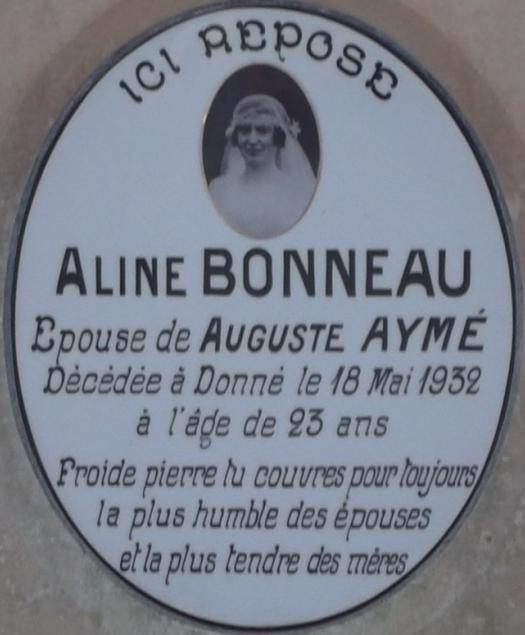 ICI REPOSE
ALINE BONNEAU
Epouse de AUGUSTE AYMÉ
Décédée à Donné le 18 Mai 1932
à l'âge de 23 ans
Froide pierre tu couvres pour toujours
la plus humble des épouses
et la plus tendre des mères